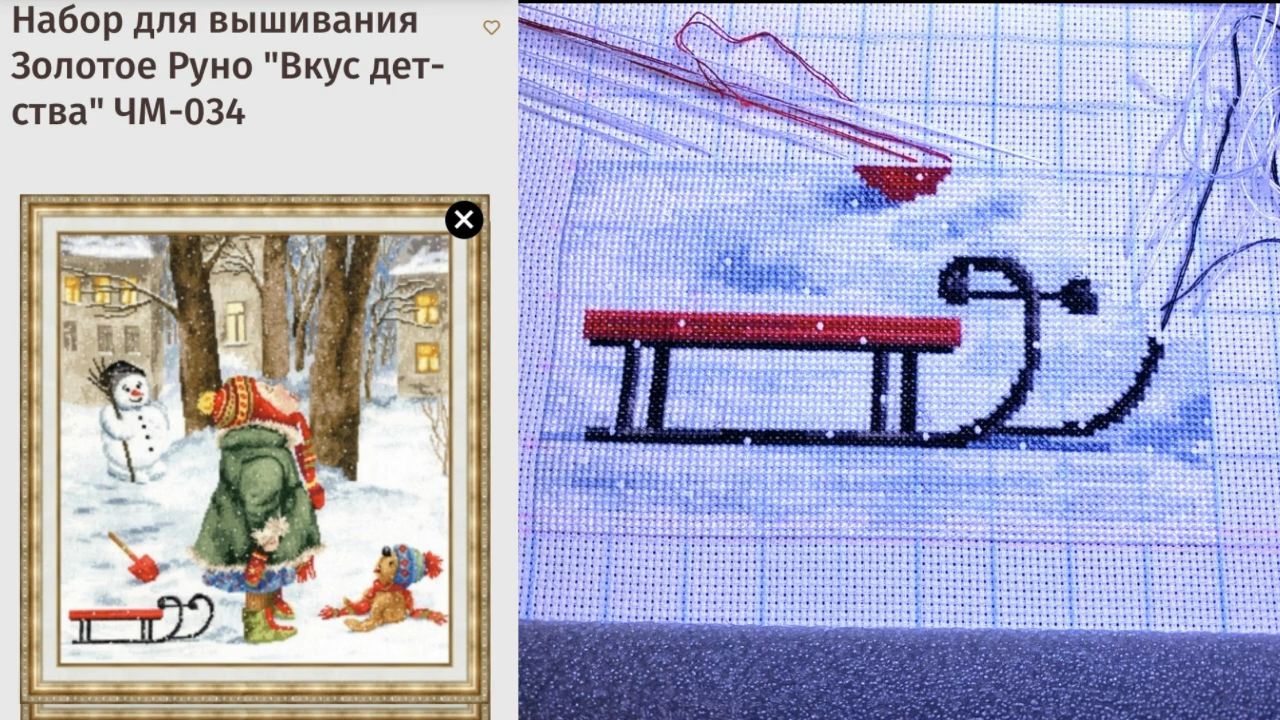 Набор для вышивания
Золотое Руно "Вкус дет-
ства" ЧМ-034